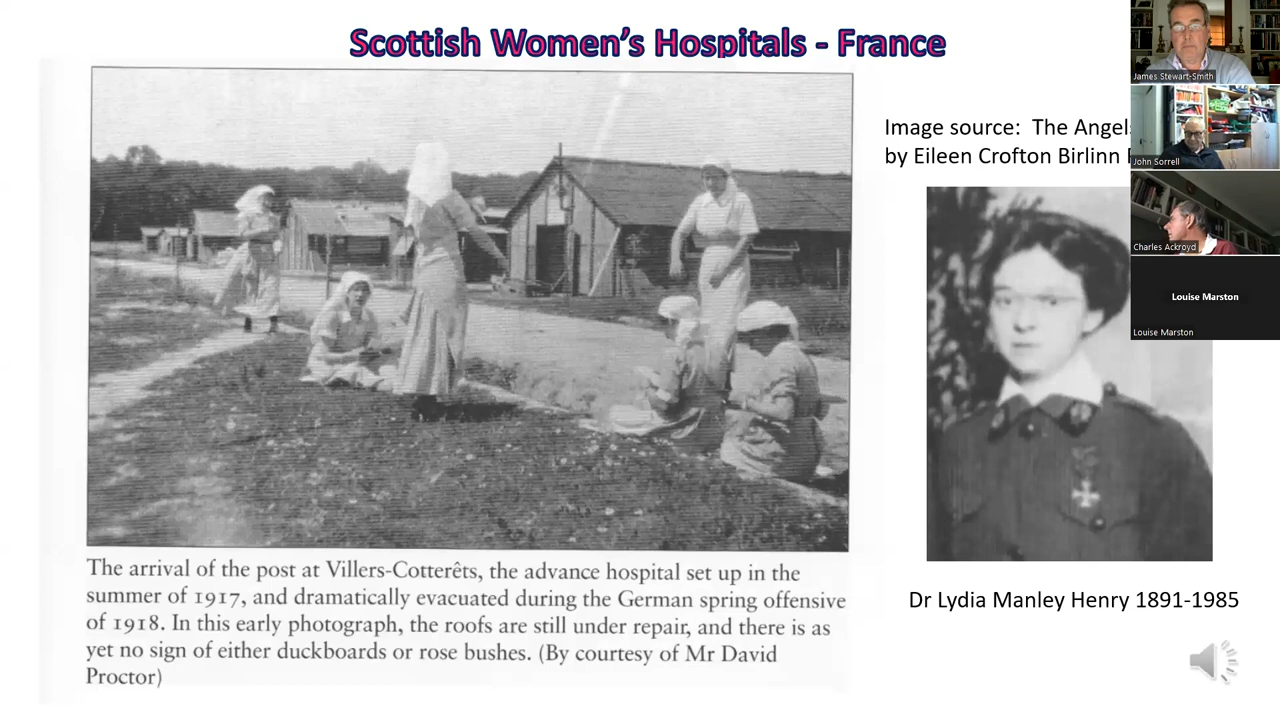 Scottish Women's Hospitals - France
Image source: The Angels
by Eileen Crofton Birlinn
The arrival of the post at Villers-Cotterêts, the advance hospital set up in the
summer of 1917, and dramatically evacuated during the German spring offensive
of 1918. In this early photograph, the roofs are still under repair, and there is as
yet no sign of either duckboards or rose bushes. (By courtesy of Mr David
Proctor)
Dr Lydia Manley Henry 1891-1985
James Stewart-Smith
John Sorrell
Charles Ackroyd
Louise Marston
Louise Marston